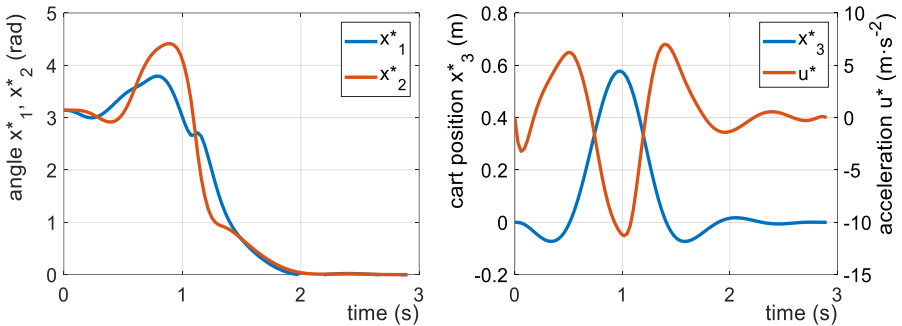 angle x*1, x*2 (rad)
5
4
3
2
1
0
0
1
2
3
time (s)
x*1
x*2
cart position x*3 (m)
0.8
0.6
0.4
0.2
0
-0.2
0
1
2
3
time (s)
x*3
u*
10
5
0
-5
-10
-15
acceleration u* (m·s-2)